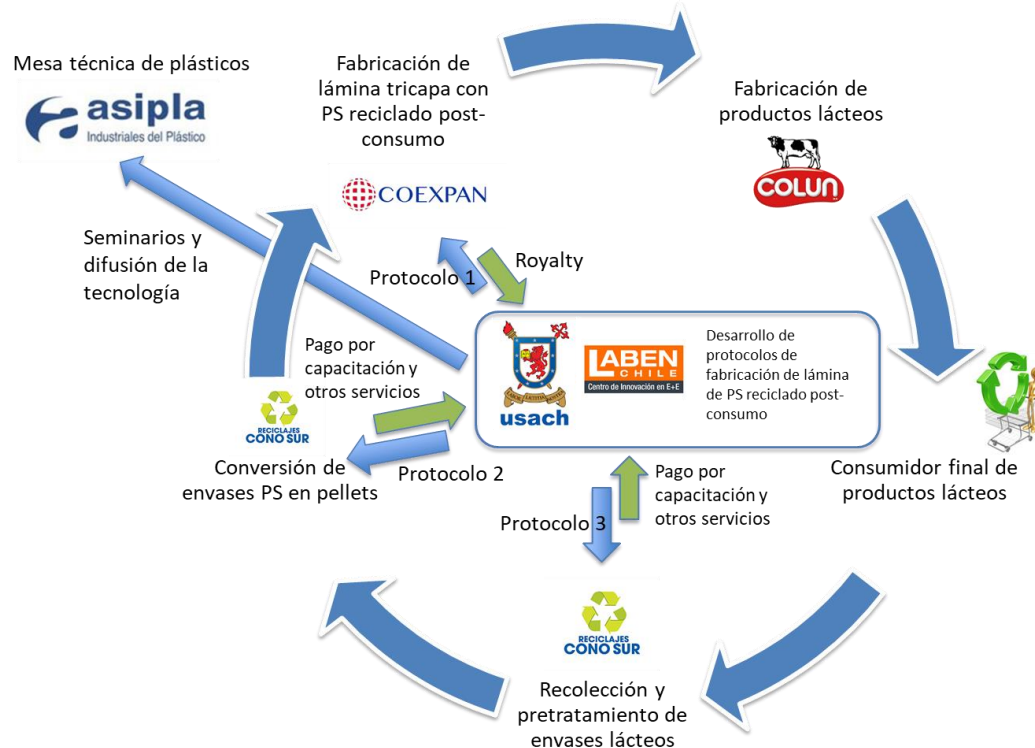 Mesa técnica de plásticos
asipla
Industriales del Plástico
Fabricación de
lámina tricapa con
PS reciclado post-
consumo
COEXPAN
Fabricación de
productos lácteos
COLUN
Seminarios y
difusión de la
tecnología
Protocolo 1
Royalty
usach
LABEN
CHILE
Centro de Innovación en E+E
Desarrollo de
protocolos de
fabricación de lámina
de PS reciclado post-
consumo
Pago por
capacitación y
otros servicios
RECICLAJES
CONO SUR
Conversión de
envases PS en pellets
Protocolo 2
Consumidor final de
productos lácteos
Pago por
capacitación y
otros servicios
Protocolo 3
RECICLAJES
CONO SUR
Recolección y
pretratamiento de
envases lácteos